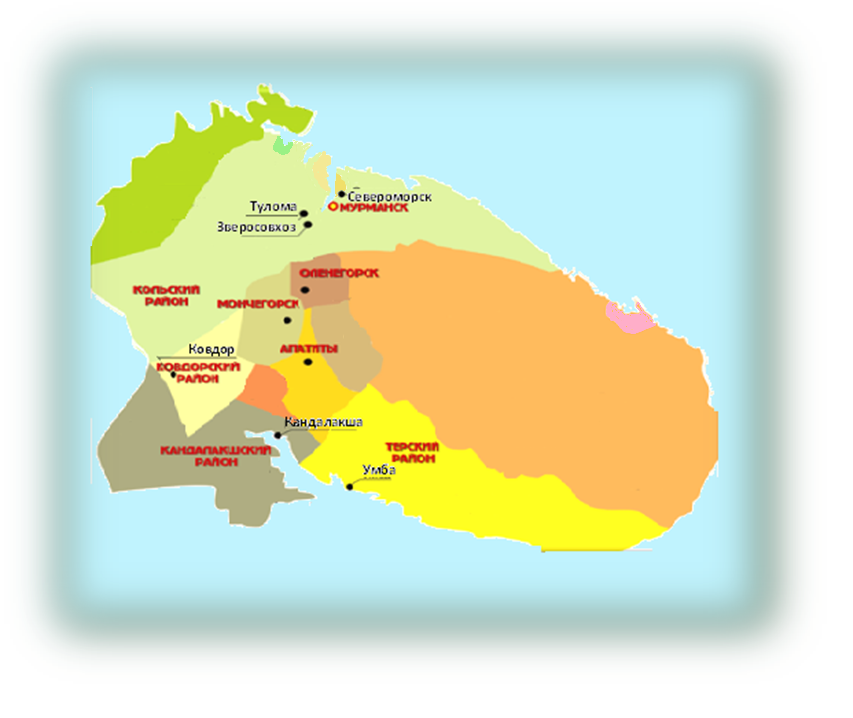 Североморск
Тулома
МУРМАНСК
Зверосовхоз
ОЛЕНЕГОРСК
КОЛЬСКИЙ
РАЙОН
МОНЧЕГОРСК
Ковдор
АПАТИТЫ
КОВДОРСКИЙ
РАЙОН
Кандалакша
КАНДАЛАКШСКИЙ
РАЙОН
ТЕРСКИЙ
РАЙОН
Умба